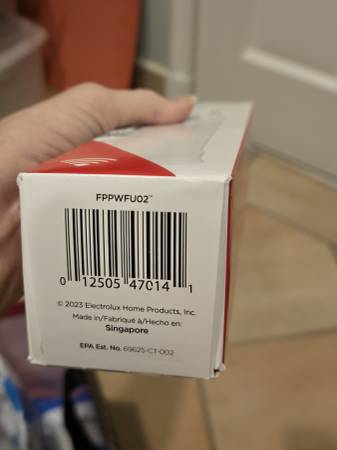 FPPWFU02™
0 12505 47014 1
© 2023 Electrolux Home Products, Inc.
Made in/Fabriqué à/Hecho en:
Singapore
EPA Est. No. 69625-CT-002